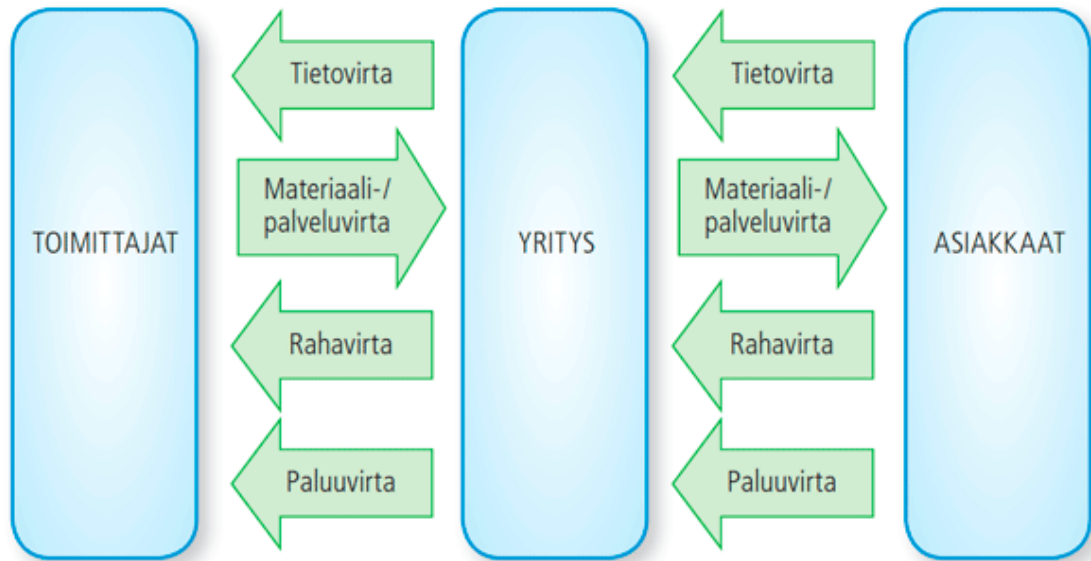 TOIMITTAJAT
Tietovirta
Materiaali-/
palveluvirta
Rahavirta
Paluuvirta
YRITYS
Tietovirta
Materiaali-/
palveluvirta
Rahavirta
Paluuvirta
ASIAKKAAT